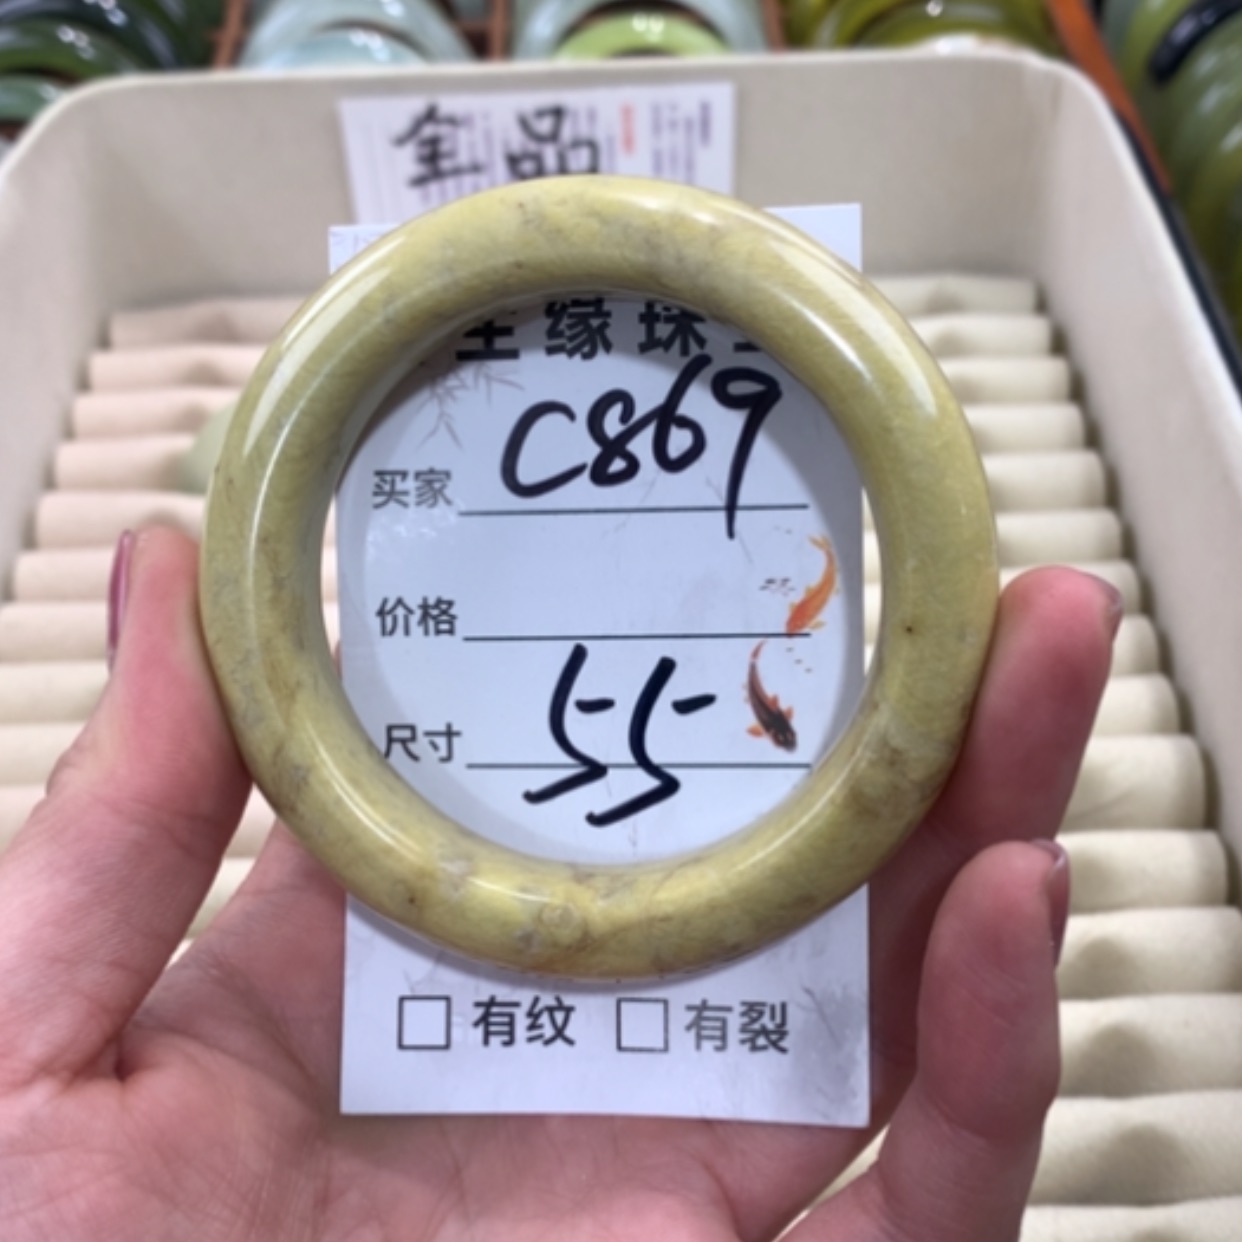 全品
缘珠
买家 C869
价格
尺寸 55
□ 有纹 □ 有裂